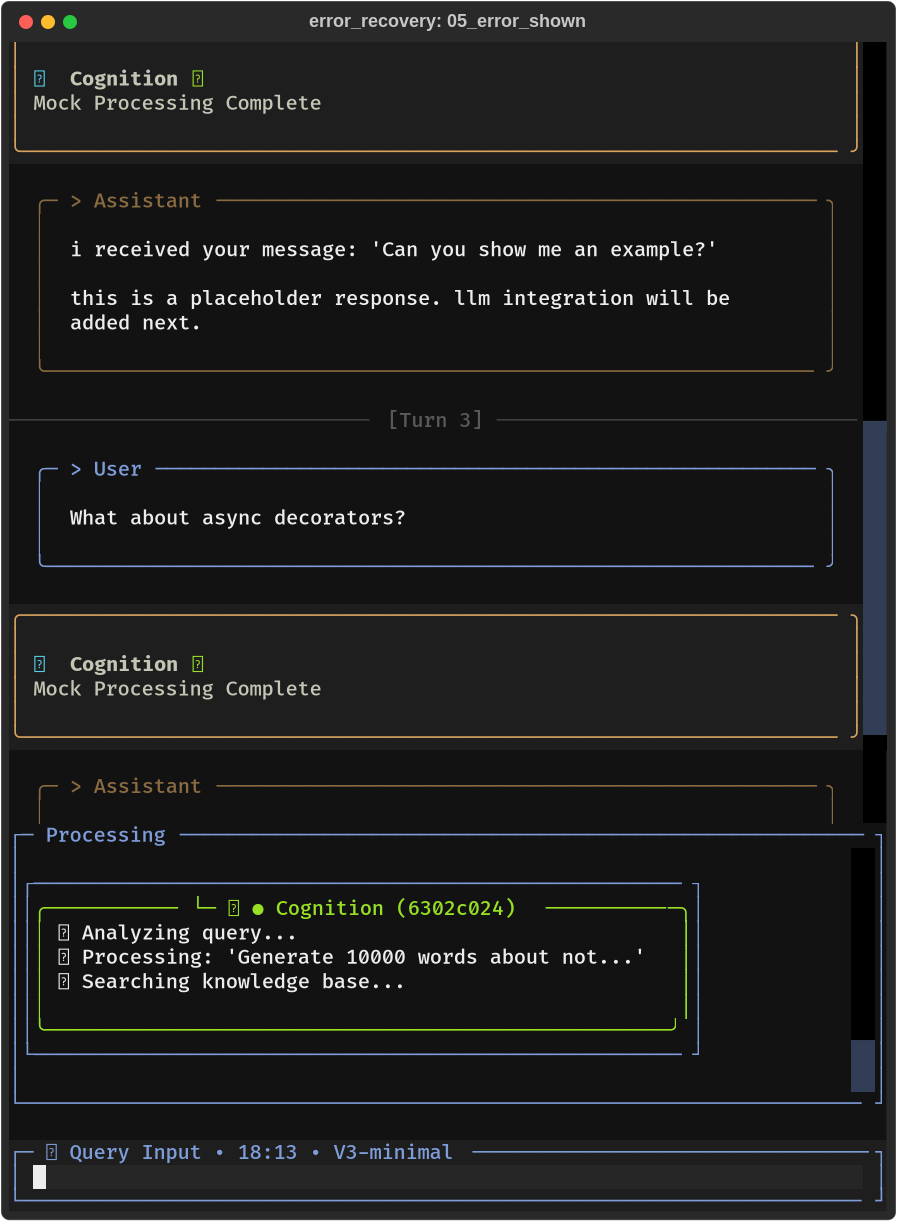 error_recovery: 05_error_shown
Cognition
Mock Processing Complete
> Assistant
i received your message: 'Can you show me an example?'
this is a placeholder response. llm integration will be
added next.
[Turn 3]
> User
What about async decorators?
Cognition
Mock Processing Complete
> Assistant
Processing
└─ ● Cognition (6302c024)
Analyzing query...
Processing: 'Generate 10000 words about not...'
Searching knowledge base...
Query Input • 18:13 • V3-minimal